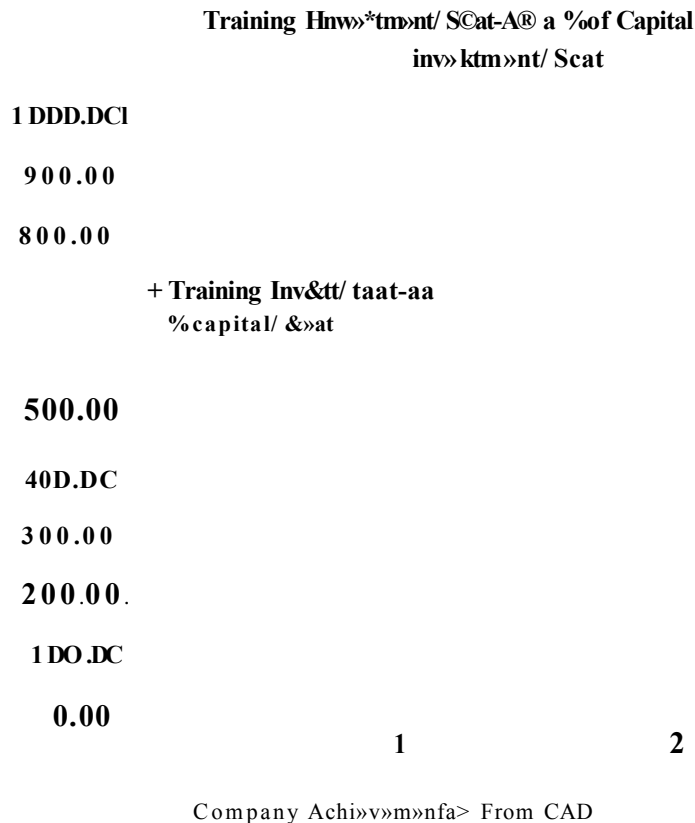 Training Hnw»*tm»nt/ S©at-A® a %of Capital
inv» ktm»nt/ Scat
1 DDD.DCl
900.00
800.00
+ Training Inv&tt/ taat-aa
%capital/ &»at
500.00
40D.DC
300.00
200.00.
1 DO .DC
0.00
1 2
Company Achi»v»m»nfa> From CAD